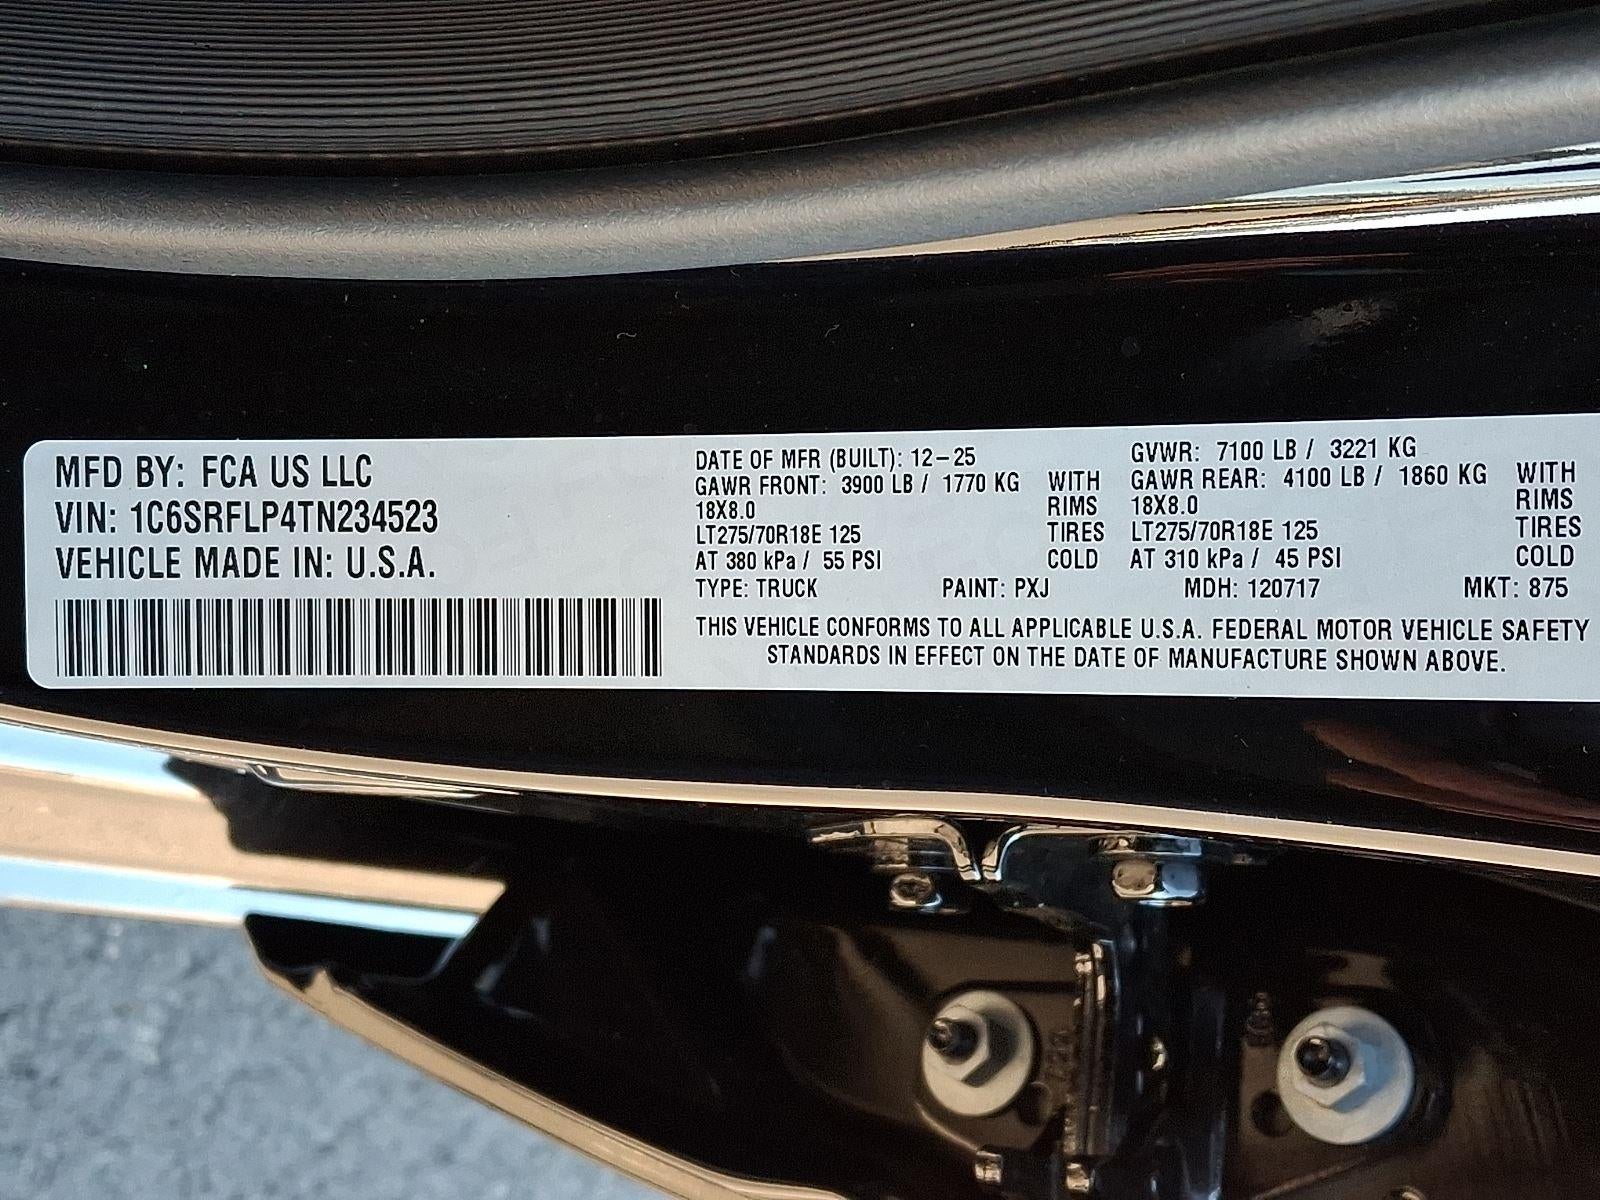 MFD BY: FCA US LLC
VIN: 1C6SRFLP4TN234523
VEHICLE MADE IN: U.S.A.
DATE OF MFR (BUILT): 12-25
GAWR FRONT: 3900 LB / 1770 KG WITH
18X8.0 RIMS
LT275/70R18E 125 TIRES
AT 380 kPa / 55 PSI COLD
GVWR: 7100 LB / 3221 KG
GAWR REAR: 4100 LB / 1860 KG WITH
18X8.0 RIMS
LT275/70R18E 125 TIRES
AT 310 kPa / 45 PSI COLD
TYPE: TRUCK PAINT: PXJ MDH: 120717 MKT: 875
THIS VEHICLE CONFORMS TO ALL APPLICABLE U.S.A. FEDERAL MOTOR VEHICLE SAFETY
STANDARDS IN EFFECT ON THE DATE OF MANUFACTURE SHOWN ABOVE.